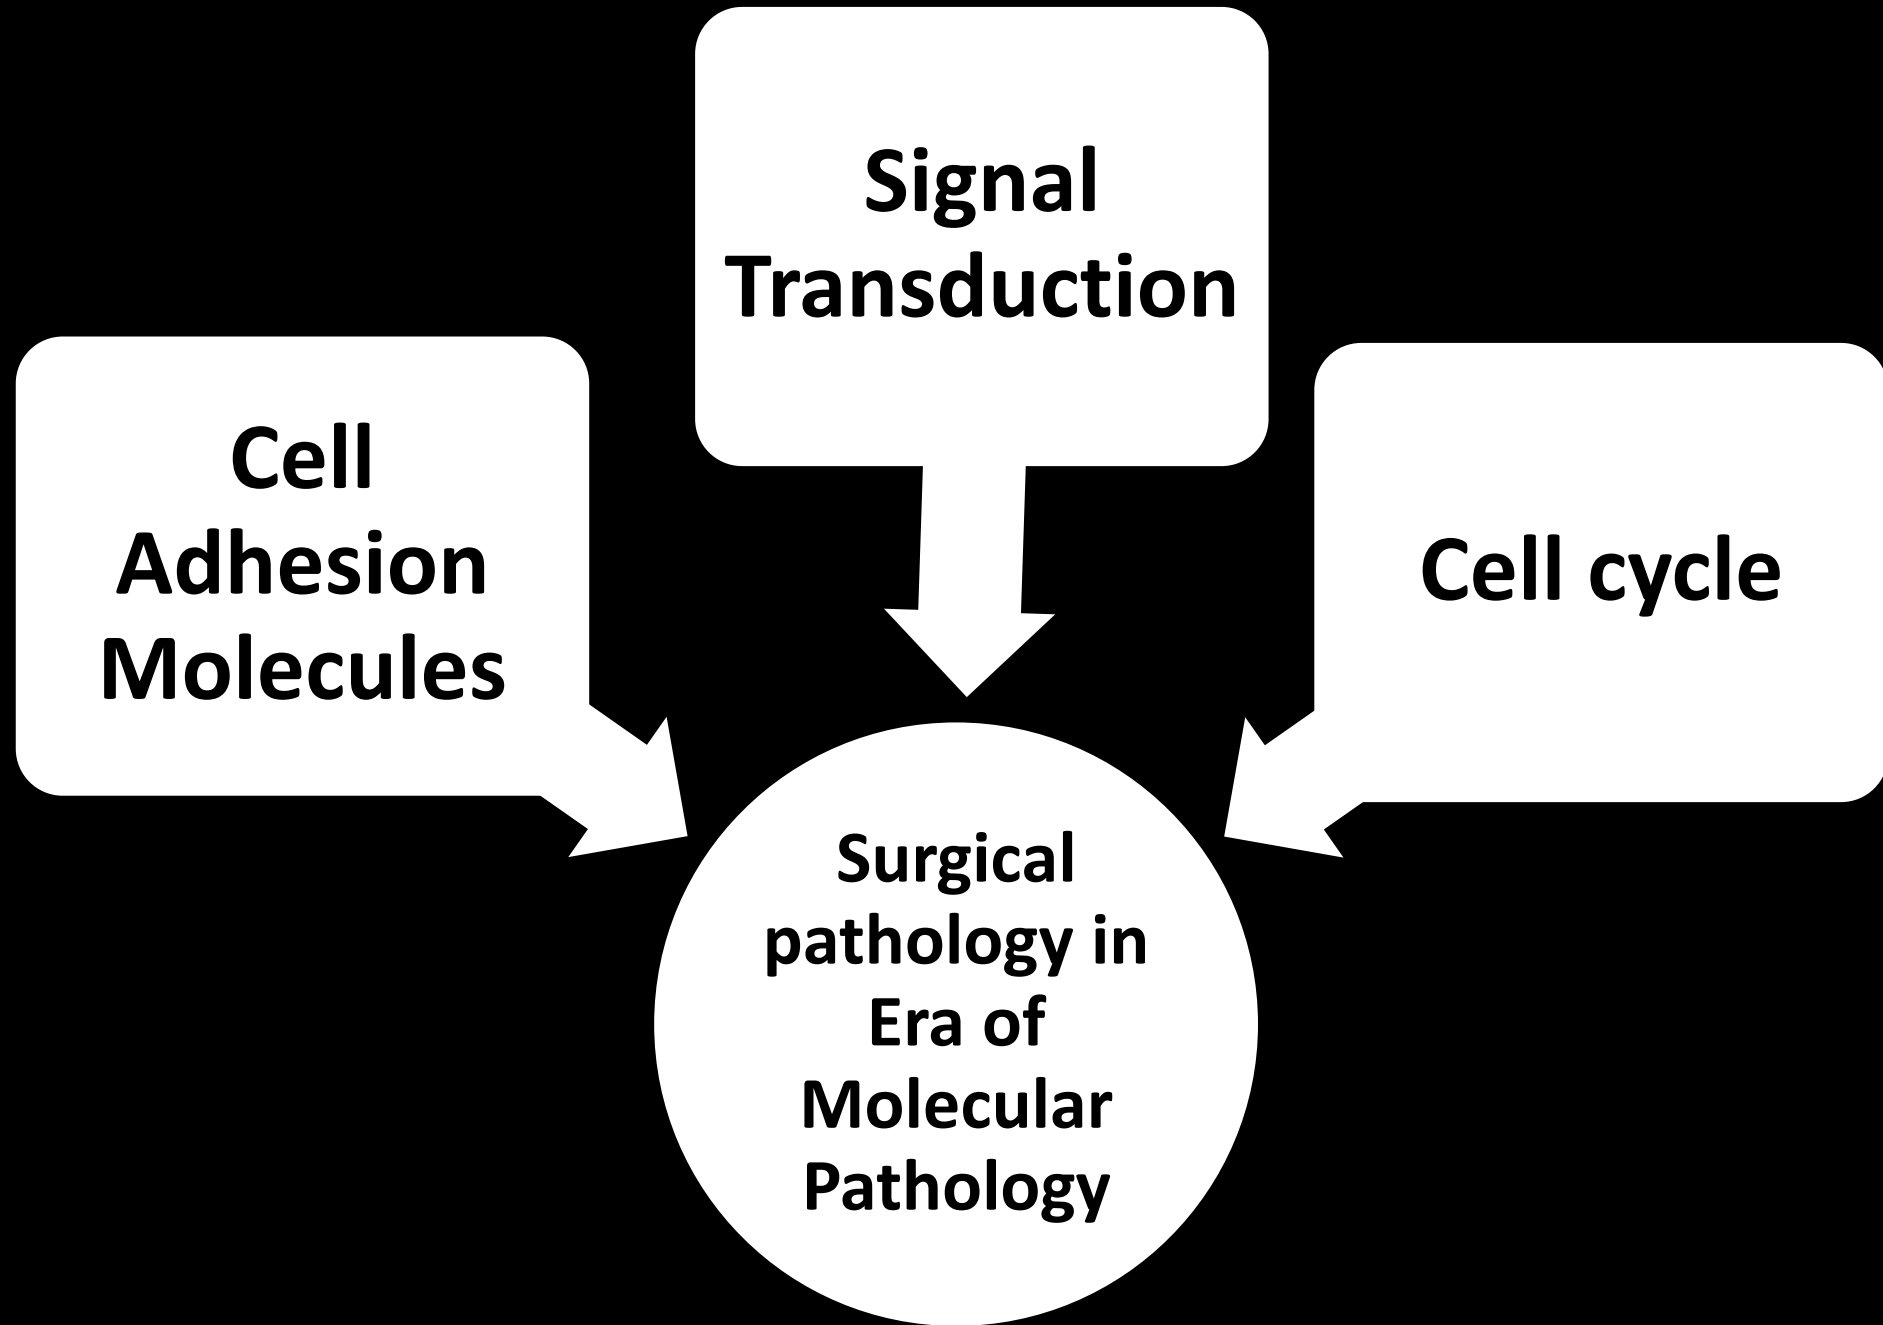 Signal
Transduction
Cell
Adhesion
Molecules
Cell cycle
Surgical
pathology in
Era of
Molecular
Pathology